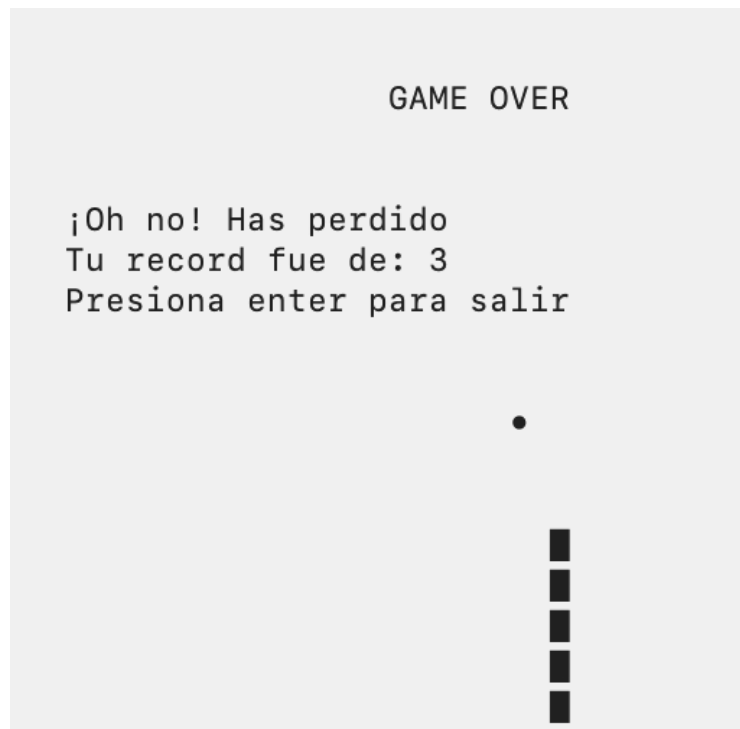 GAME OVER
¡Oh no! Has perdido
Tu record fue de: 3
Presiona enter para salir